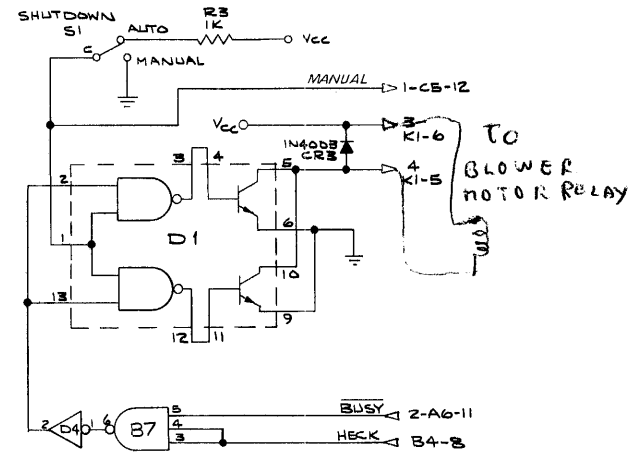 SHUTDOWN
S1
R3
1K
AUTO
VCC
C
MANUAL
MANUAL
1-C5-12
VCC
3
K1-6
TO
BLOWER
MOTOR RELAY
1N4003
CR3
4
K1-5
3 4
5
2
6
D1
1
10
13
9
12 11
BUSY
5
2-A6-11
2 D4 1 6 B7
4
HECK
3
B4-8